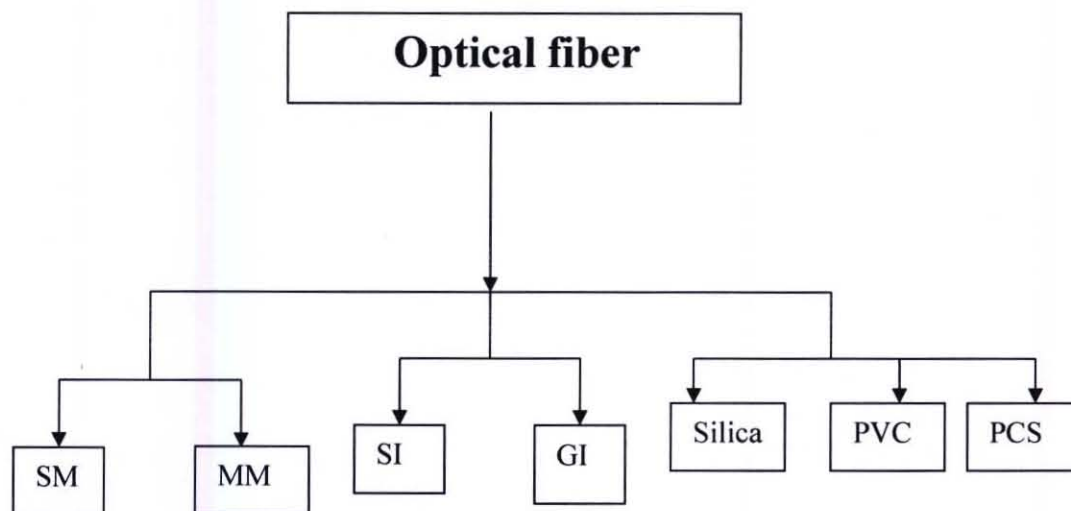 Optical fiber
SM
MM
SI
GI
Silica
PVC
PCS